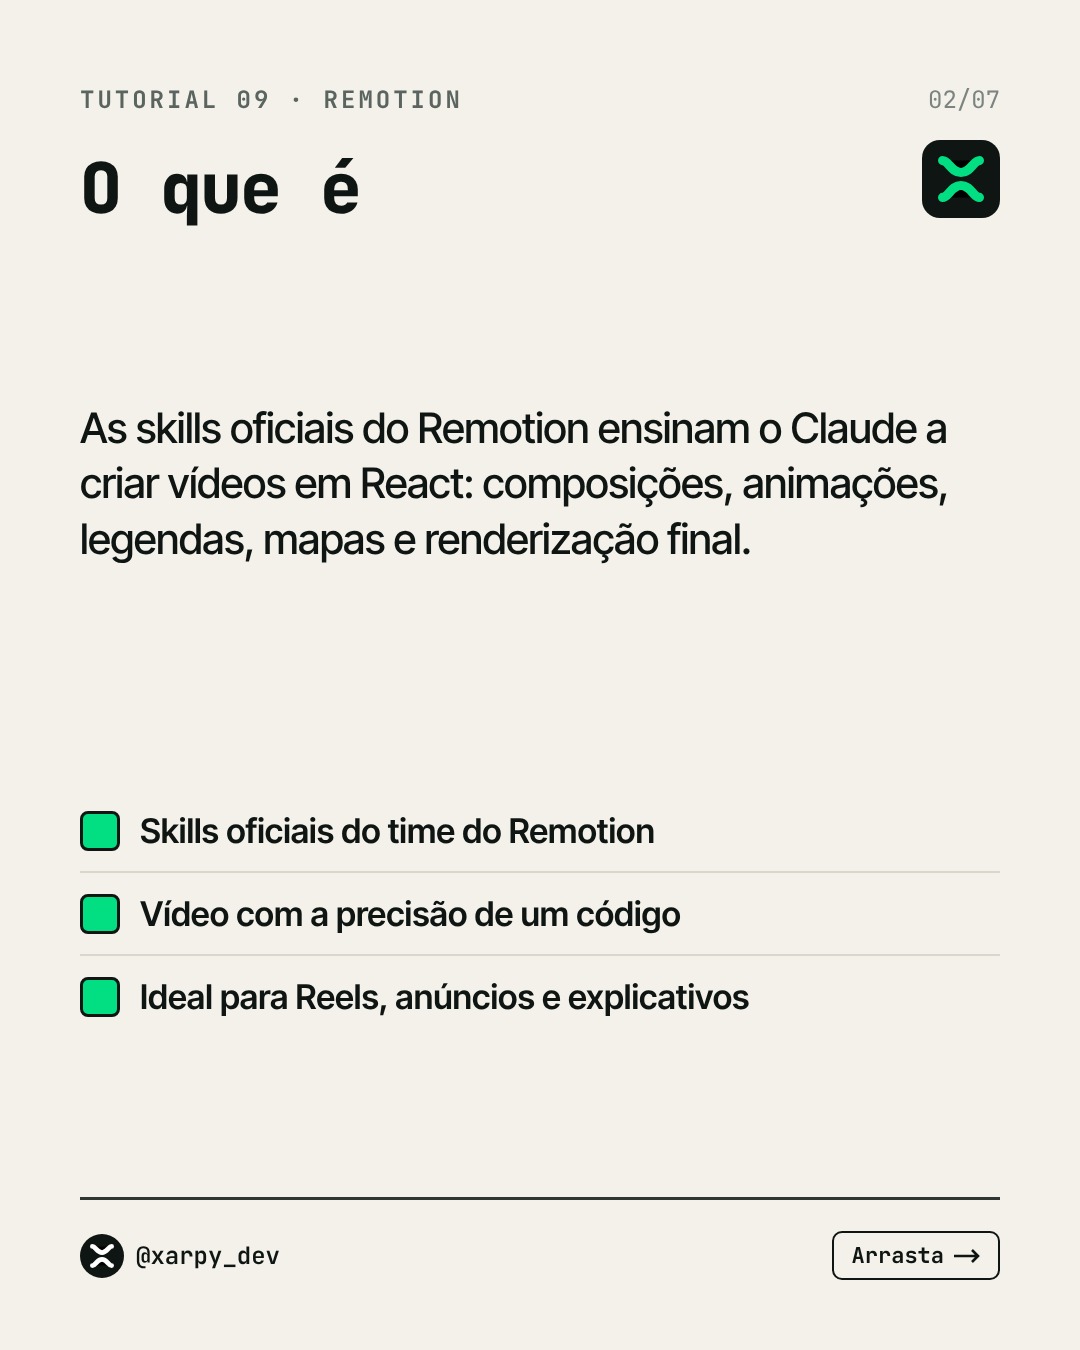 TUTORIAL 09 · REMOTION
02/07
O que é
As skills oficiais do Remotion ensinam o Claude a
criar vídeos em React: composições, animações,
legendas, mapas e renderização final.
Skills oficiais do time do Remotion
Vídeo com a precisão de um código
Ideal para Reels, anúncios e explicativos
@xarpy_dev
Arrasta →